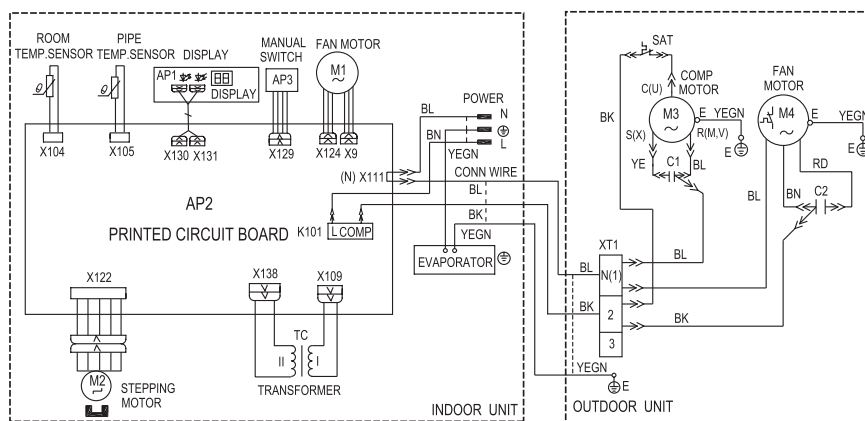 ROOM
TEMP.SENSOR
PIPE
TEMP.SENSOR
DISPLAY
AP1
DISPLAY
MANUAL
SWITCH
AP3
FAN MOTOR
M1
θ
θ
X104
X105
X130
X131
X129
X124
X9
BL
BN
YEGN
POWER
N
L
(N) X111
CONN WIRE
BL
BK
YEGN
AP2
PRINTED CIRCUIT BOARD
K101
L COMP
EVAPORATOR
X122
X138
X109
TC
II
I
TRANSFORMER
M2
STEPPING
MOTOR
INDOOR UNIT
SAT
C(U)
COMP
MOTOR
M3
E
YEGN
S(X)
R(M,V)
E
BK
YE
C1
BL
FAN
MOTOR
M4
E
YEGN
E
RD
BL
BN
C2
XT1
BL
N(1)
BL
BK
2
BK
3
YEGN
E
OUTDOOR UNIT